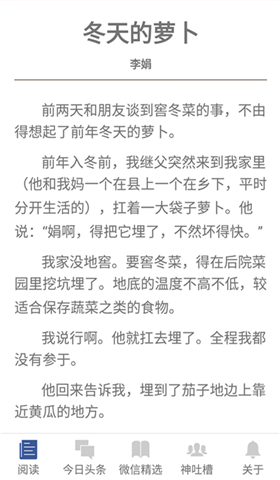 冬天的萝卜
李娟
前两天和朋友谈到窖冬菜的事，不由
得想起了前年冬天的萝卜。
前年入冬前，我继父突然来到我家里
（他和我妈一个在县上一个在乡下，平时
分开生活的），扛着一大袋子萝卜。他
说：“娟啊，得把它埋了，不然坏得快。”
我家没地窖。要窖冬菜，得在后院菜
园里挖坑埋了。地底的温度不高不低，较
适合保存蔬菜之类的食物。
我说行啊。他就扛去埋了。全程我都
没有参于。
他回来告诉我，埋到了茄子地边上靠
近黄瓜的地方。
阅读 今日头条 微信精选 神吐槽 关于